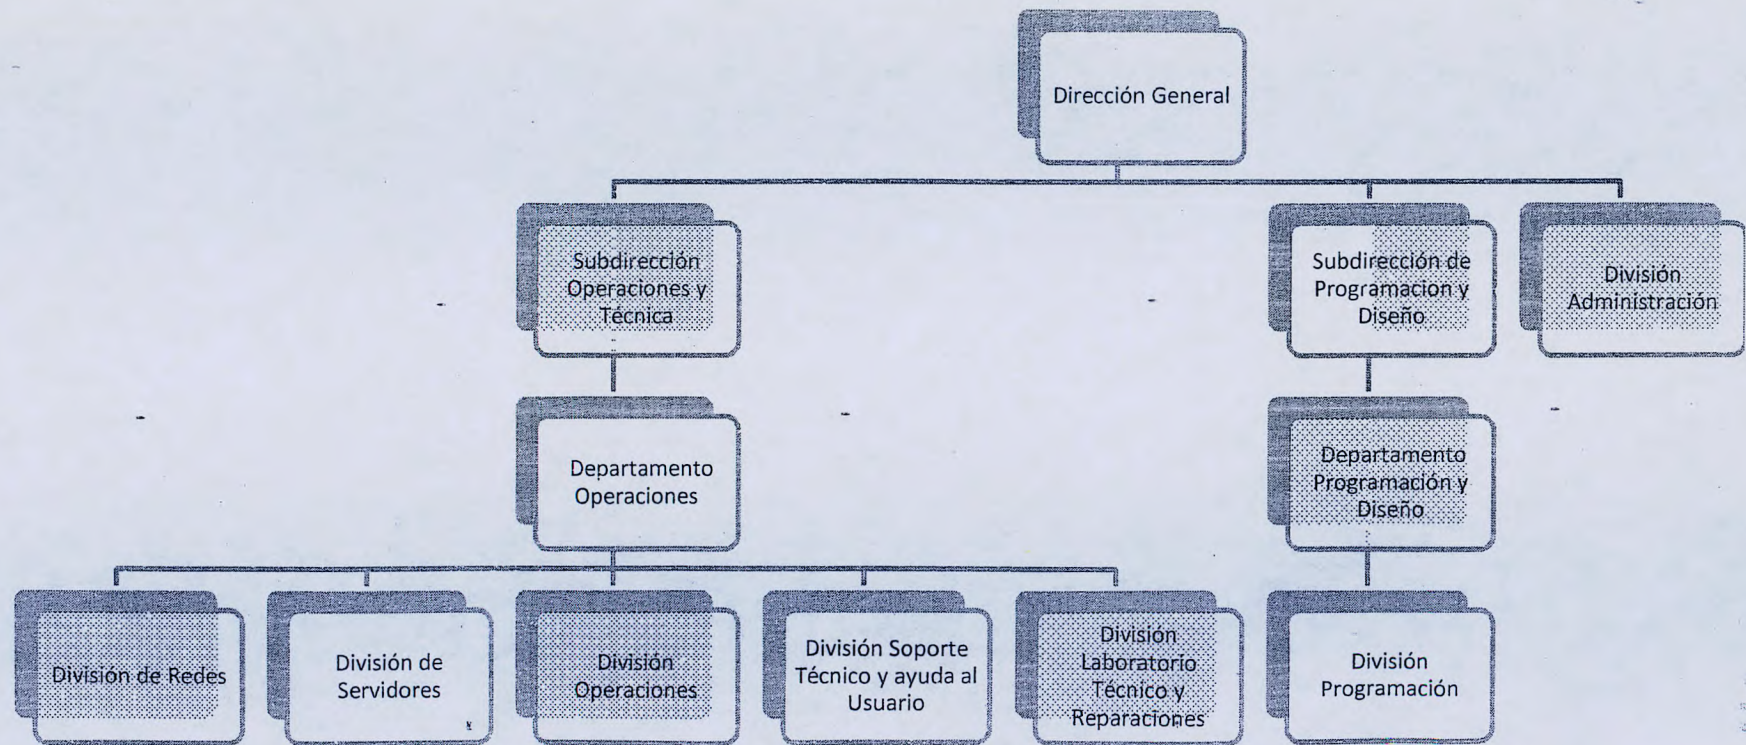 Dirección General
Subdirección
Operaciones y
Técnica
Subdirección de
Programacion y
Diseño
División
Administración
Departamento
Operaciones
Departamento
Programación y
Diseño
División de Redes
División de
Servidores
División
Operaciones
División Soporte
Técnico y ayuda al
Usuario
División
Laboratorio
Técnico y
Reparaciones
División
Programación